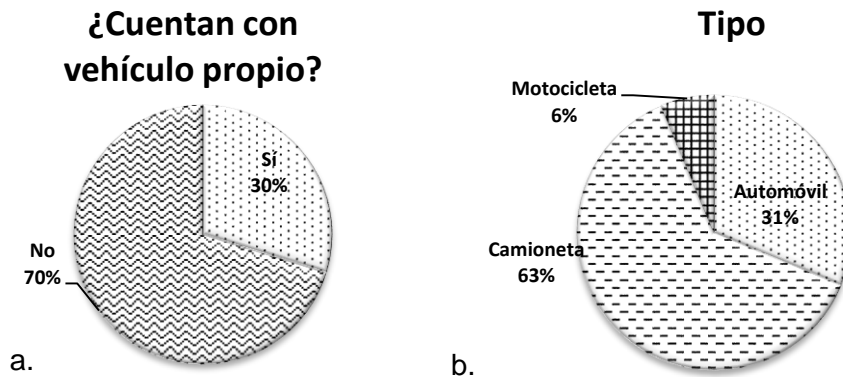 ¿Cuentan con
vehículo propio?
Sí
30%
No
70%
a.
Tipo
Motocicleta
6%
Automóvil
31%
Camioneta
63%
b.